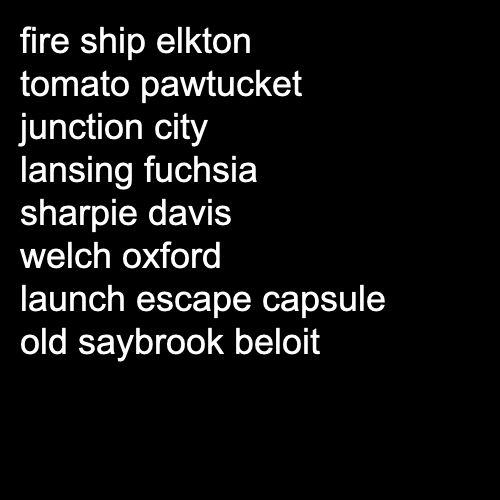 fire ship elkton
tomato pawtucket
junction city
lansing fuchsia
sharpie davis
welch oxford
launch escape capsule
old saybrook beloit